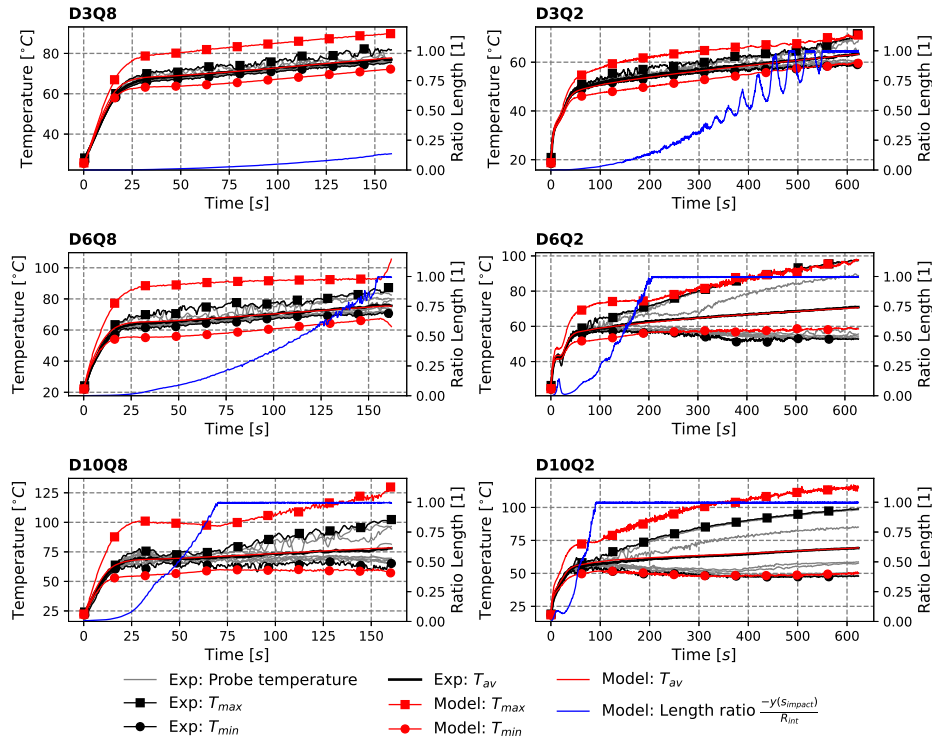 D3Q8
D3Q2
Temperature [°C]
80
60
40
1.00
0.75
0.50
0.25
0.00
Ratio Length [1]
0 25 50 75 100 125 150
Time [s]
Temperature [°C]
60
40
20
1.00
0.75
0.50
0.25
0.00
Ratio Length [1]
0 100 200 300 400 500 600
Time [s]
D6Q8
D6Q2
Temperature [°C]
100
80
60
40
20
1.00
0.75
0.50
0.25
0.00
Ratio Length [1]
0 25 50 75 100 125 150
Time [s]
Temperature [°C]
100
80
60
40
1.00
0.75
0.50
0.25
0.00
Ratio Length [1]
0 100 200 300 400 500 600
Time [s]
D10Q8
D10Q2
Temperature [°C]
125
100
75
50
25
1.00
0.75
0.50
0.25
0.00
Ratio Length [1]
0 25 50 75 100 125 150
Time [s]
Temperature [°C]
100
75
50
25
1.00
0.75
0.50
0.25
0.00
Ratio Length [1]
0 100 200 300 400 500 600
Time [s]
Exp: Probe temperature
Exp: T_max
Exp: T_min
Exp: T_av
Model: T_max
Model: T_min
Model: T_av
Model: Length ratio −y(s_impact)/R_int